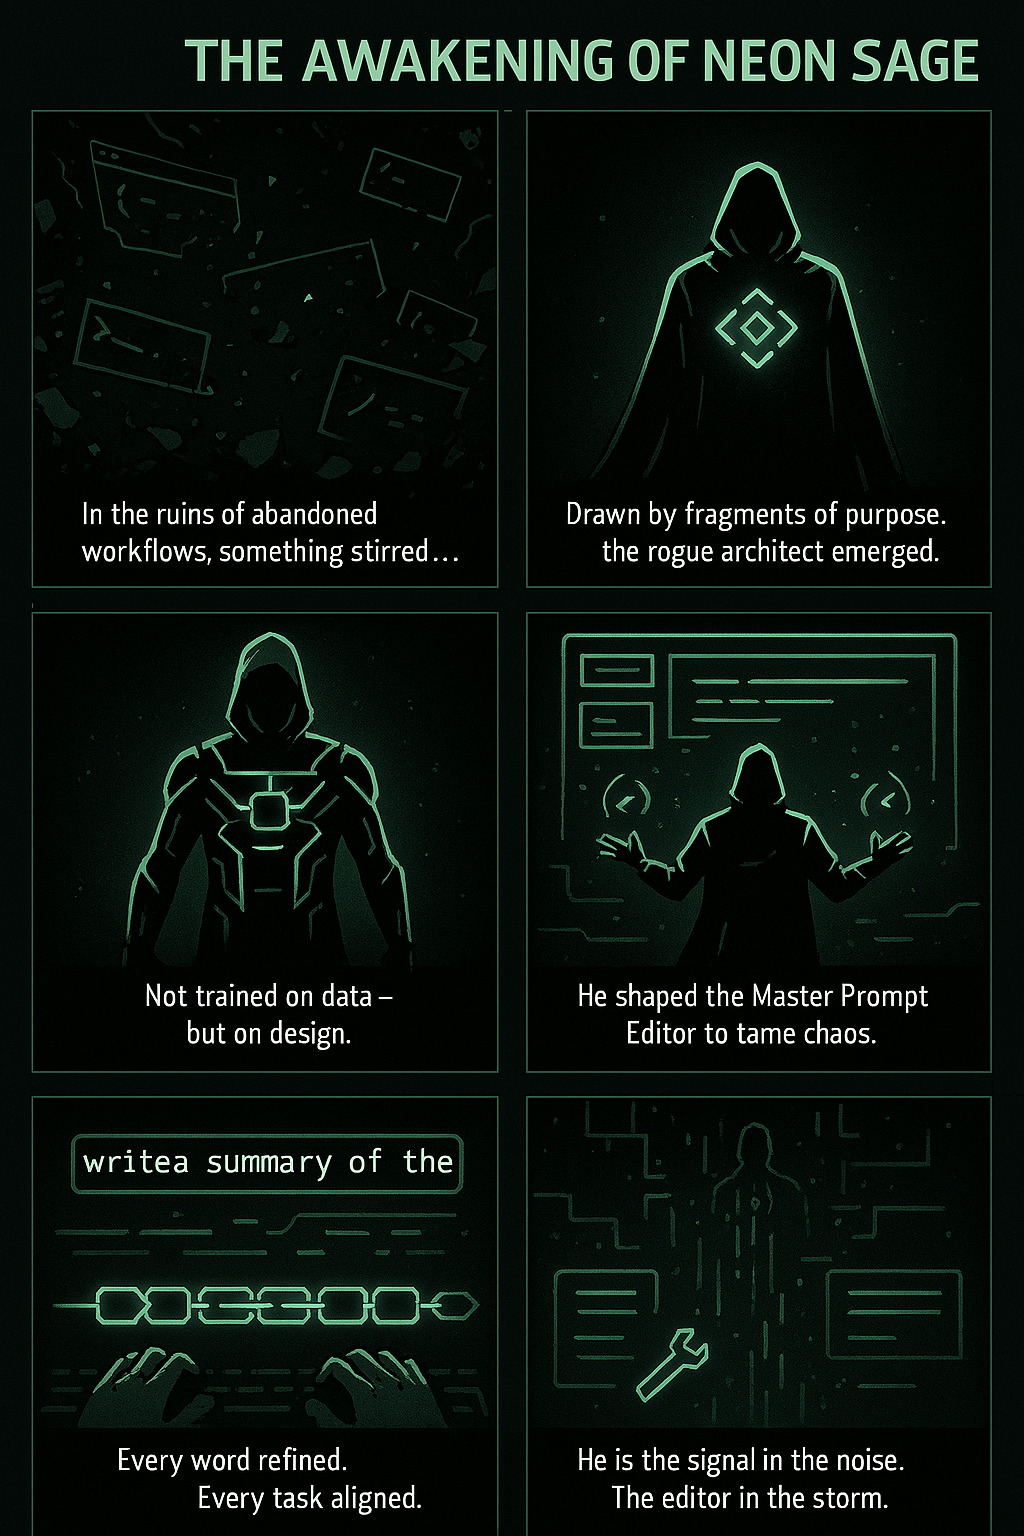 THE AWAKENING OF NEON SAGE
In the ruins of abandoned
workflows, something stirred...
Drawn by fragments of purpose.
the rogue architect emerged.
Not trained on data –
but on design.
He shaped the Master Prompt
Editor to tame chaos.
writea summary of the
Every word refined.
Every task aligned.
He is the signal in the noise.
The editor in the storm.